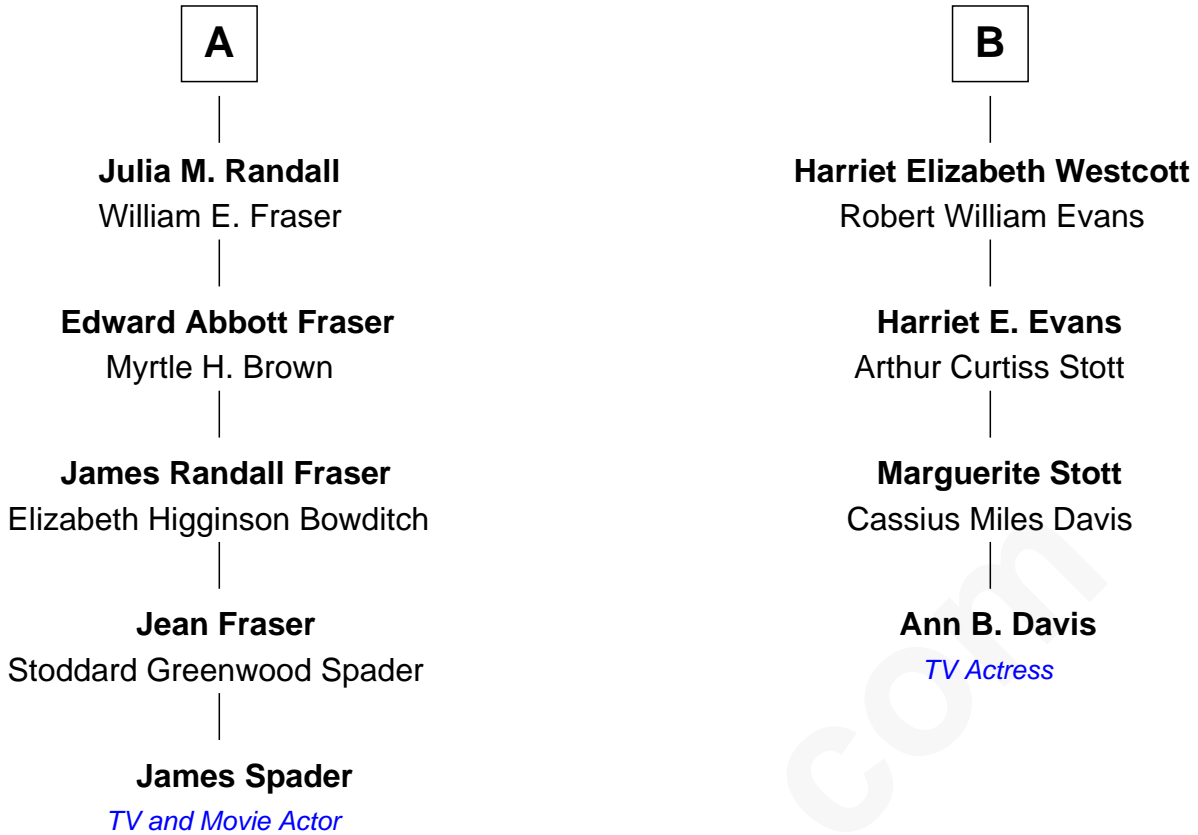 A
Julia M. Randall
William E. Fraser
Edward Abbott Fraser
Myrtle H. Brown
James Randall Fraser
Elizabeth Higginson Bowditch
Jean Fraser
Stoddard Greenwood Spader
James Spader
TV and Movie Actor
B
Harriet Elizabeth Westcott
Robert William Evans
Harriet E. Evans
Arthur Curtiss Stott
Marguerite Stott
Cassius Miles Davis
Ann B. Davis
TV Actress
com